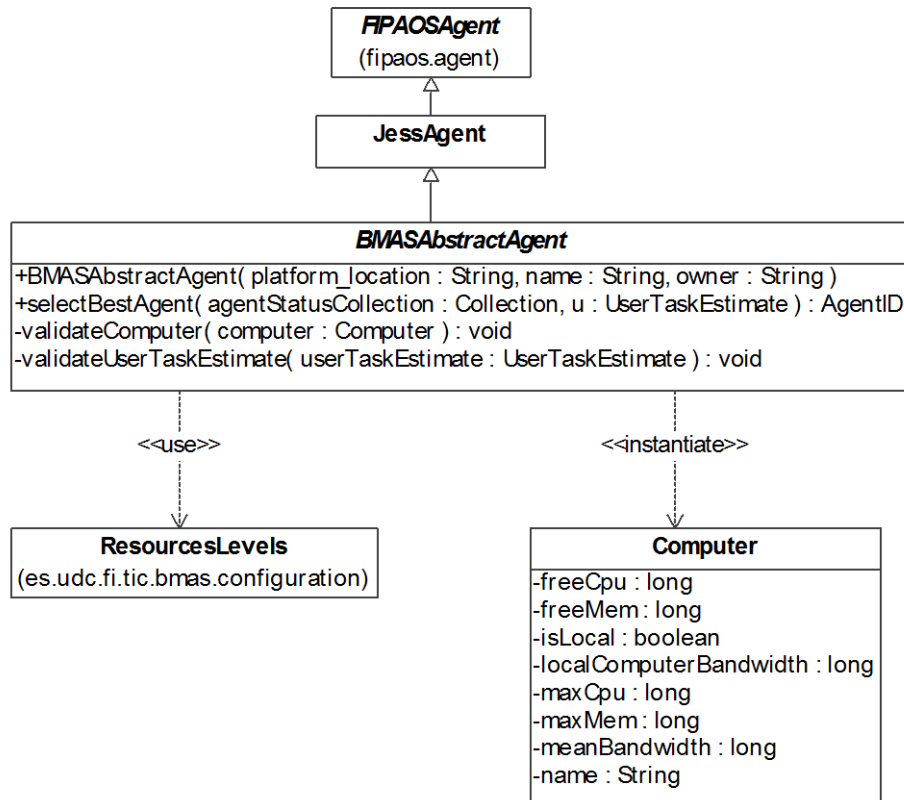 FIPAOSAgent
(fipaos.agent)
JessAgent
BMASAbstractAgent
+BMASAbstractAgent( platform_location : String, name : String, owner : String )
+selectBestAgent( agentStatusCollection : Collection, u : UserTaskEstimate ) : AgentID
-validateComputer( computer : Computer ) : void
-validateUserTaskEstimate( userTaskEstimate : UserTaskEstimate ) : void
<<use>>
<<instantiate>>
ResourcesLevels
(es.udc.fi.tic.bmas.configuration)
Computer
-freeCpu : long
-freeMem : long
-isLocal : boolean
-localComputerBandwidth : long
-maxCpu : long
-maxMem : long
-meanBandwidth : long
-name : String